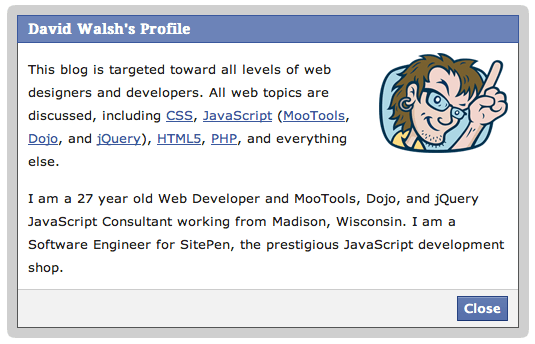 David Walsh's Profile
This blog is targeted toward all levels of web
designers and developers. All web topics are
discussed, including CSS, JavaScript (MooTools,
Dojo, and jQuery), HTML5, PHP, and everything
else.
I am a 27 year old Web Developer and MooTools, Dojo, and jQuery
JavaScript Consultant working from Madison, Wisconsin. I am a
Software Engineer for SitePen, the prestigious JavaScript development
shop.
Close